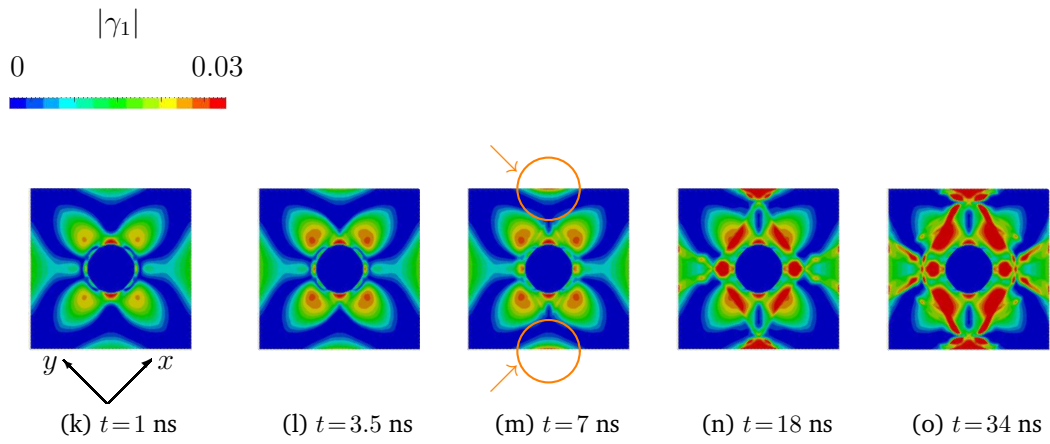 |γ₁|
0 0.03
y x
(k) t=1 ns (l) t=3.5 ns (m) t=7 ns (n) t=18 ns (o) t=34 ns